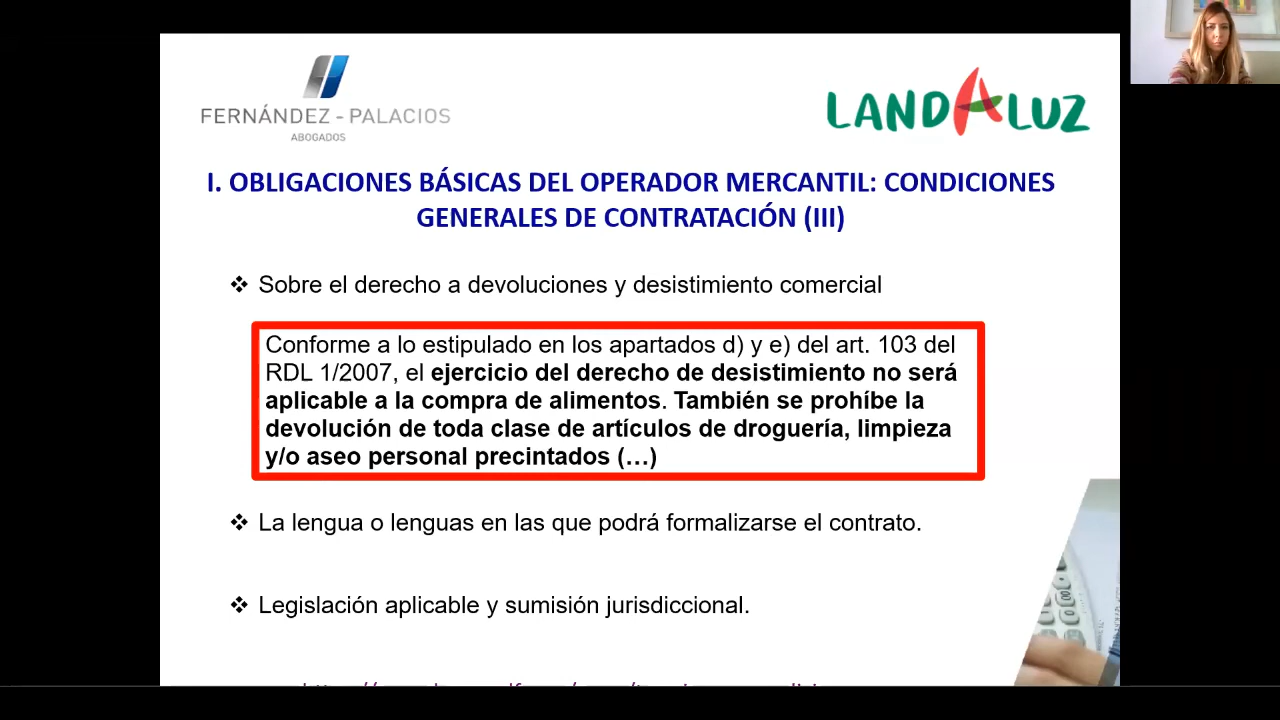 FERNÁNDEZ - PALACIOS
ABOGADOS
LANDALUZ
I. OBLIGACIONES BÁSICAS DEL OPERADOR MERCANTIL: CONDICIONES
GENERALES DE CONTRATACIÓN (III)
❖ Sobre el derecho a devoluciones y desistimiento comercial
Conforme a lo estipulado en los apartados d) y e) del art. 103 del
RDL 1/2007, el ejercicio del derecho de desistimiento no será
aplicable a la compra de alimentos. También se prohíbe la
devolución de toda clase de artículos de droguería, limpieza
y/o aseo personal precintados (…)
❖ La lengua o lenguas en las que podrá formalizarse el contrato.
❖ Legislación aplicable y sumisión jurisdiccional.